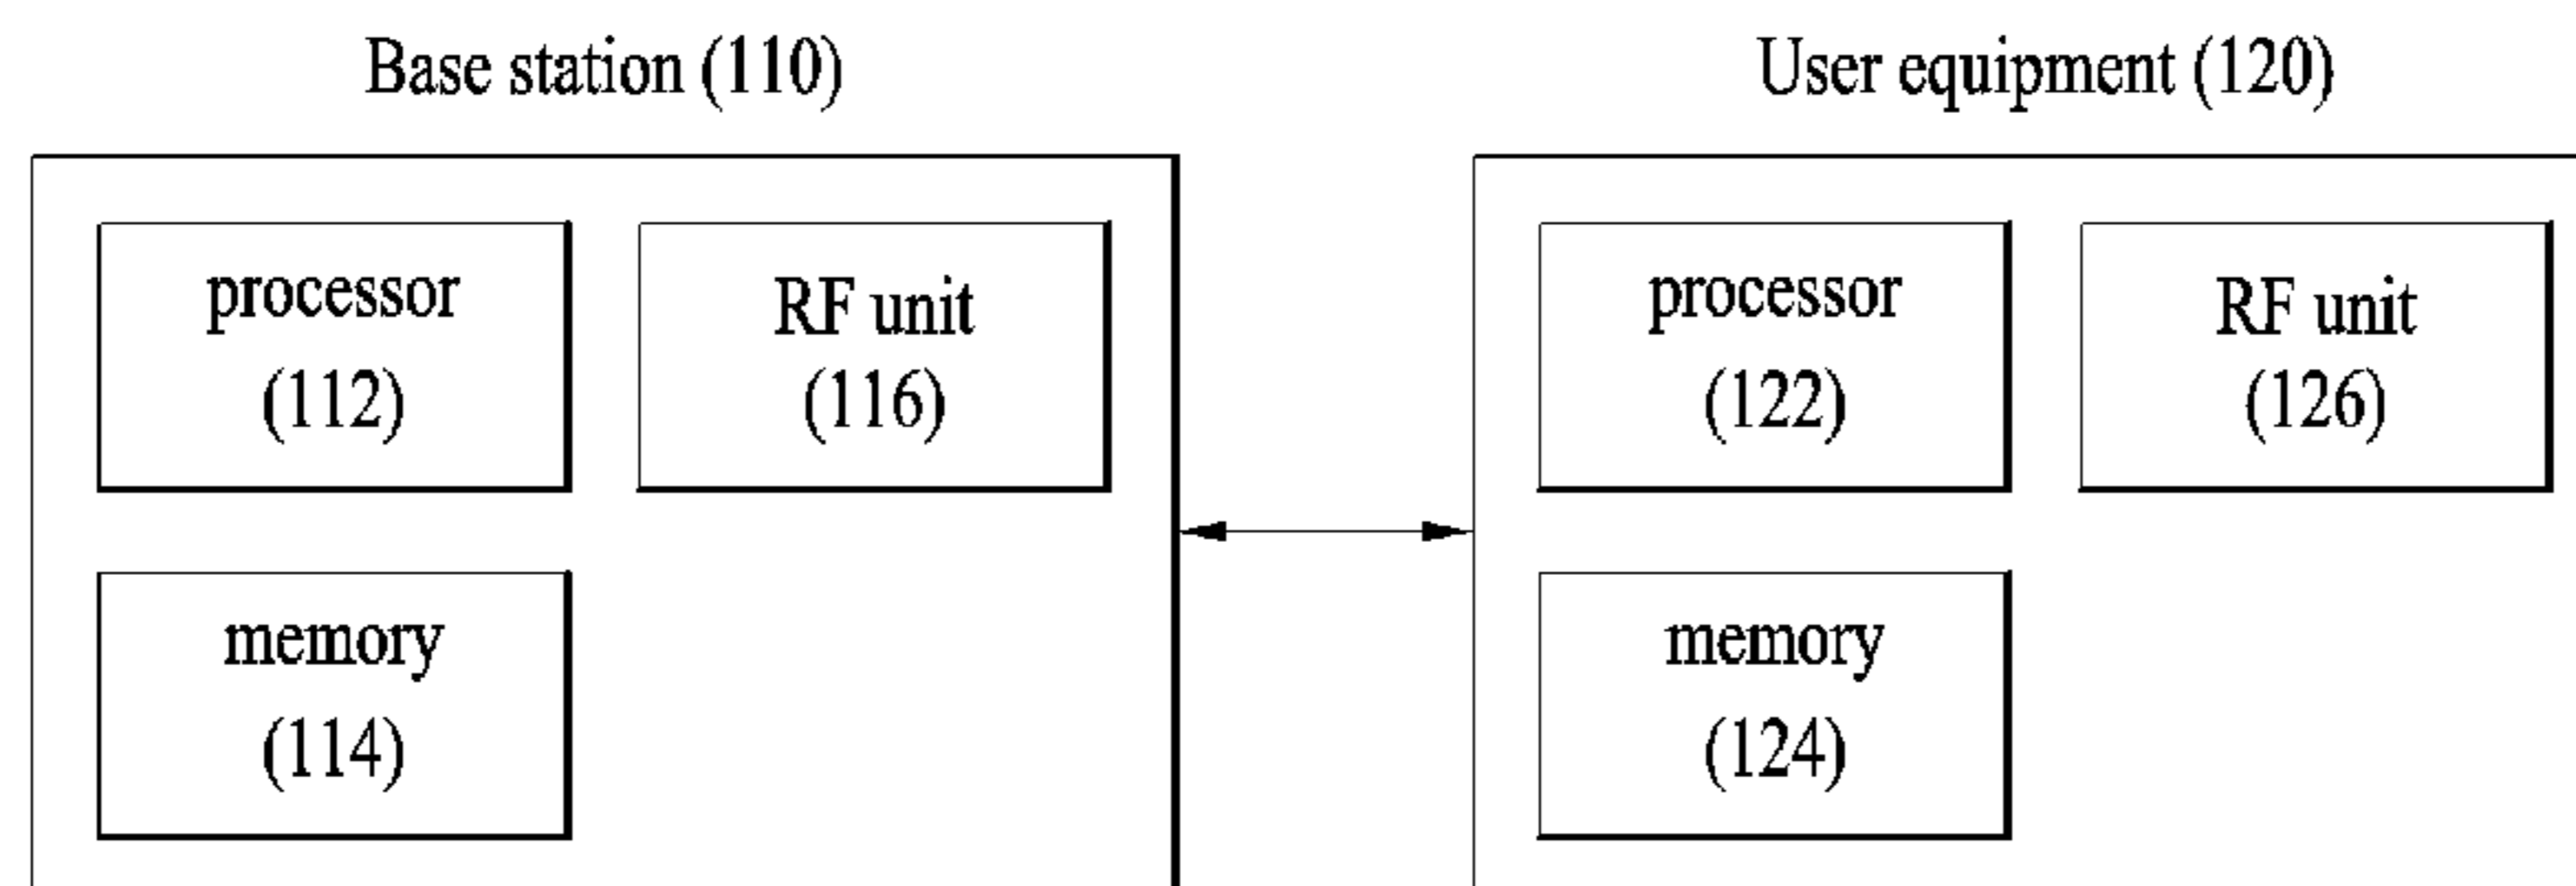 Base station (110)
processor
(112)
RF unit
(116)
memory
(114)
User equipment (120)
processor
(122)
RF unit
(126)
memory
(124)